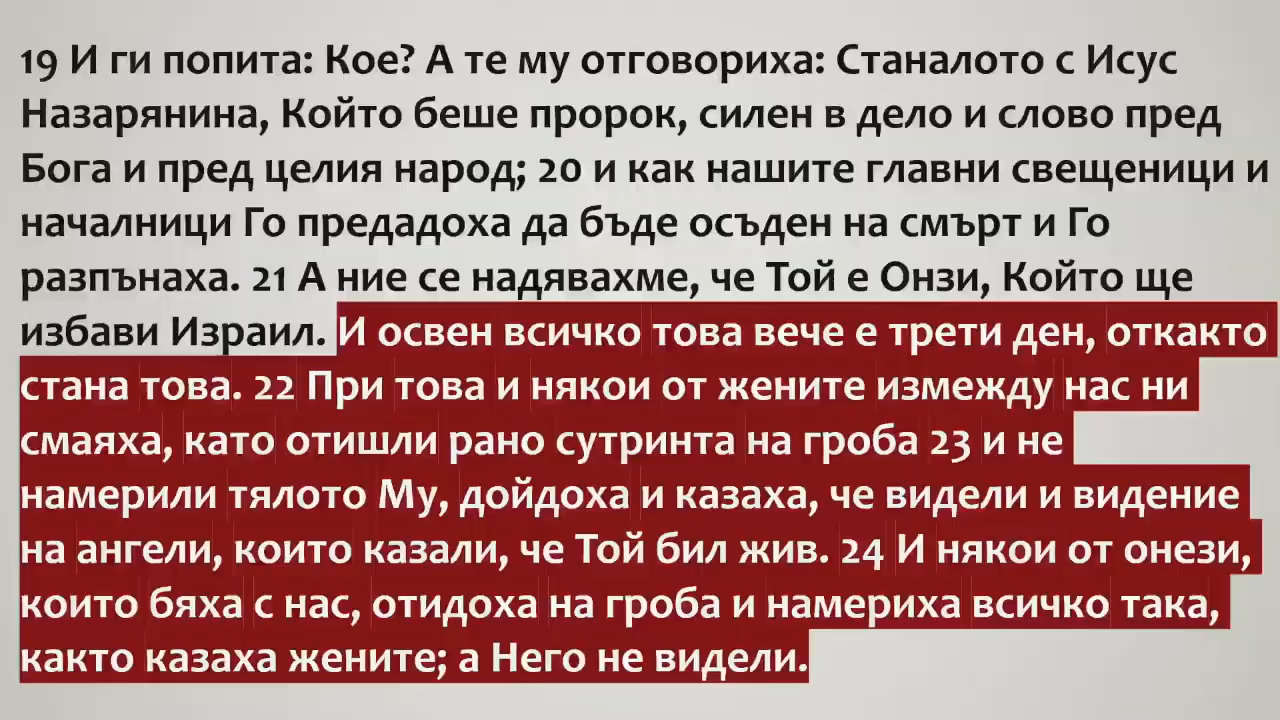 19 И ги попита: Кое? А те му отговориха: Станалото с Исус
Назарянина, Който беше пророк, силен в дело и слово пред
Бога и пред целия народ; 20 и как нашите главни свещеници и
началници Го предадоха да бъде осъден на смърт и Го
разпънаха. 21 А ние се надявахме, че Той е Онзи, Който ще
избави Израил. И освен всичко това вече е трети ден, откакто
стана това. 22 При това и някои от жените измежду нас ни
смаяха, като отишли рано сутринта на гроба 23 и не
намерили тялото Му, дойдоха и казаха, че видели и видение
на ангели, които казали, че Той бил жив. 24 И някои от онези,
които бяха с нас, отидоха на гроба и намериха всичко така,
както казаха жените; а Него не видели.